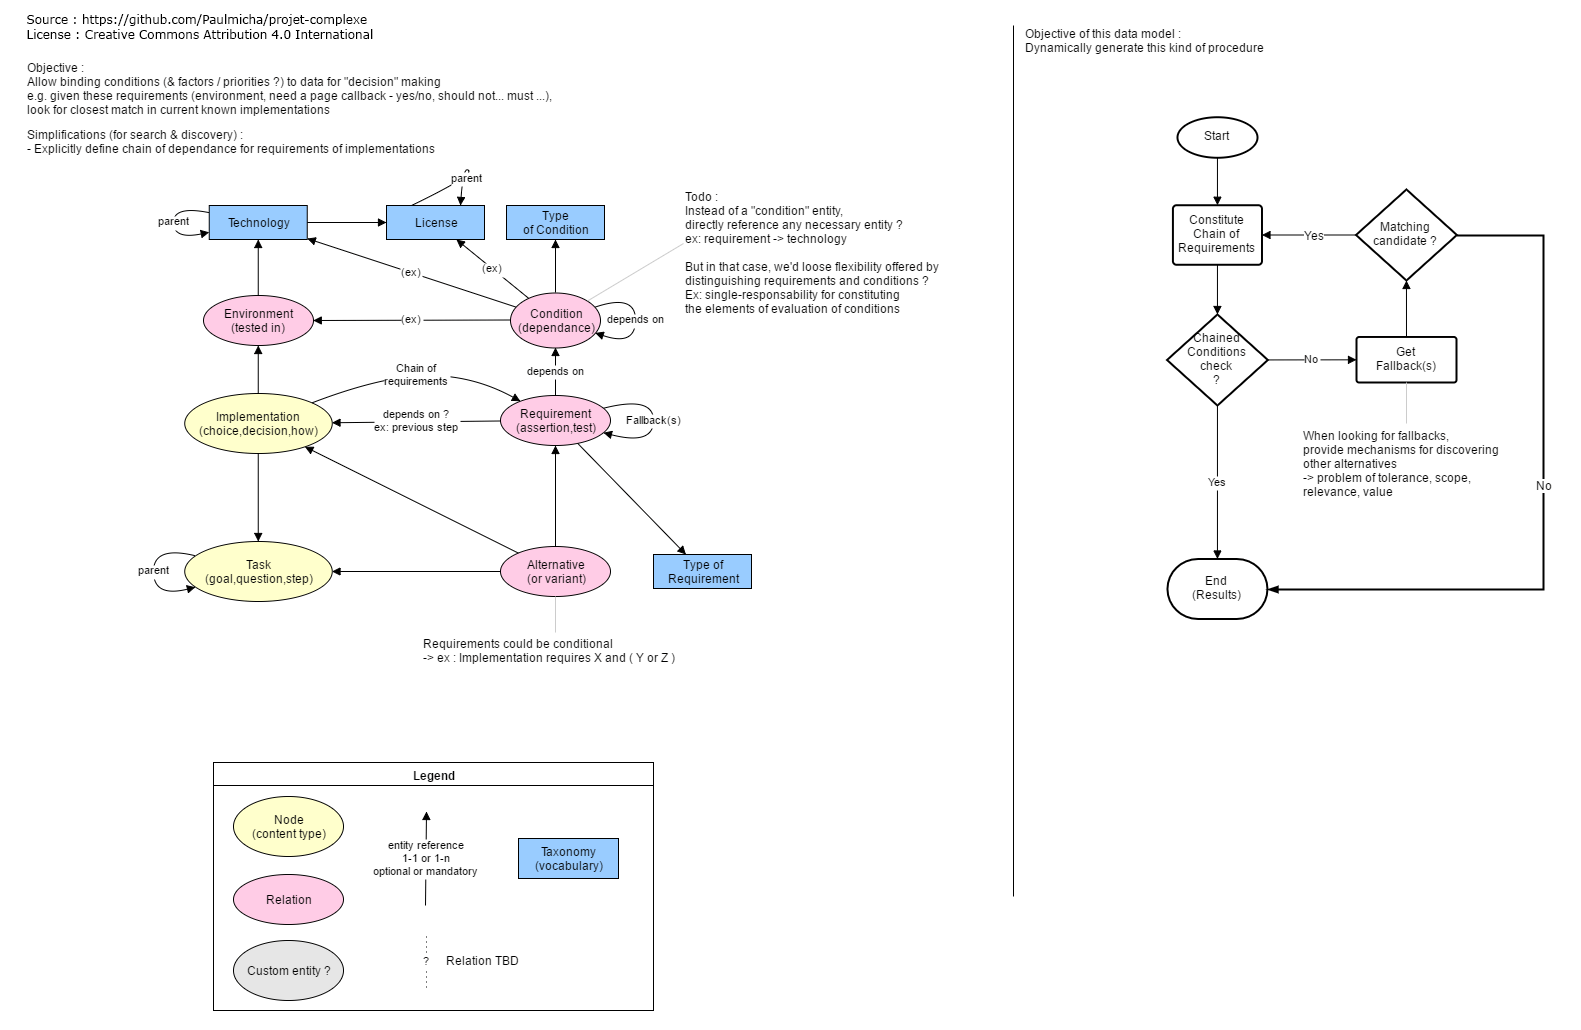 Source : https://github.com/Paulmicha/projet-complexe
License : Creative Commons Attribution 4.0 International
Objective :
Allow binding conditions (& factors / priorities ?) to data for "decision" making
e.g. given these requirements (environment, need a page callback - yes/no, should not... must ...),
look for closest match in current known implementations
Simplifications (for search & discovery) :
- Explicitly define chain of dependance for requirements of implementations
parent
parent
Technology
License
Type
of Condition
(ex)
(ex)
(ex)
Todo :
Instead of a "condition" entity,
directly reference any necessary entity ?
ex: requirement -> technology
But in that case, we'd loose flexibility offered by
distinguishing requirements and conditions ?
Ex: single-responsability for constituting
the elements of evaluation of conditions
Environment
(tested in)
Condition
(dependance)
depends on
depends on
Chain of
requirements
Implementation
(choice,decision,how)
depends on ?
ex: previous step
Requirement
(assertion,test)
Fallback(s)
parent
Task
(goal,question,step)
Alternative
(or variant)
Type of
Requirement
Requirements could be conditional
-> ex : Implementation requires X and ( Y or Z )
Legend
Node
(content type)
Relation
Custom entity ?
entity reference
1-1 or 1-n
optional or mandatory
?
Relation TBD
Taxonomy
(vocabulary)
Objective of this data model :
Dynamically generate this kind of procedure
Start
Constitute
Chain of
Requirements
Yes
Matching
candidate ?
Chained
Conditions
check
?
No
Get
Fallback(s)
When looking for fallbacks,
provide mechanisms for discovering
other alternatives
-> problem of tolerance, scope,
relevance, value
Yes
No
End
(Results)